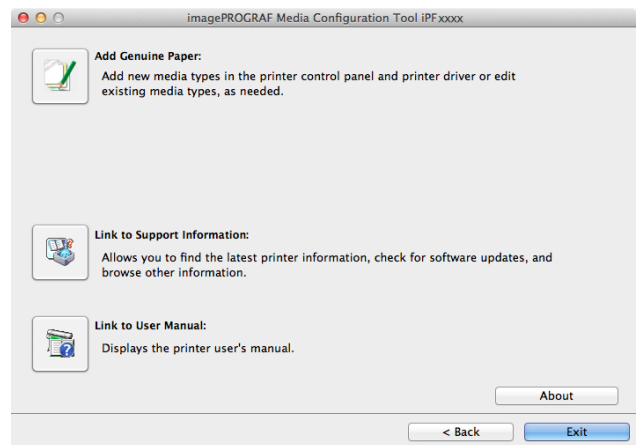 imagePROGRAF Media Configuration Tool iPFxxxx
Add Genuine Paper:
Add new media types in the printer control panel and printer driver or edit
existing media types, as needed.
Link to Support Information:
Allows you to find the latest printer information, check for software updates, and
browse other information.
Link to User Manual:
Displays the printer user's manual.
About
< Back
Exit